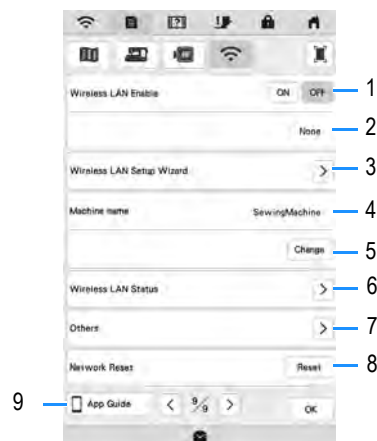 Wireless LAN Enable ON OFF 1
None 2
Wireless LAN Setup Wizard > 3
Machine name SewingMachine 4
Change 5
Wireless LAN Status > 6
Others > 7
Network Reset Reset 8
9 App Guide < 9/9 > OK